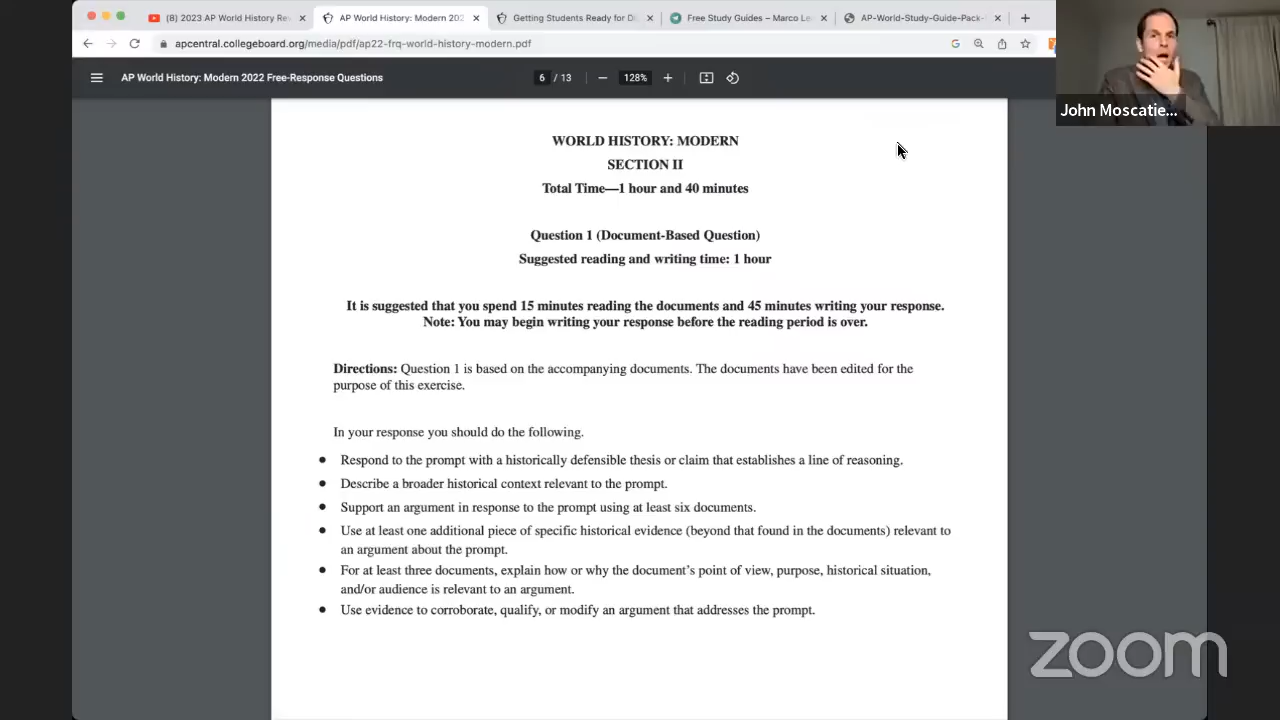 (B) 2023 AP World History Rev
AP World History: Modern 202
Getting Students Ready for Di
Free Study Guides – Marco Le
AP-World-Study-Guide-Pack-
apcentral.collegeboard.org/media/pdf/ap22-frq-world-history-modern.pdf
AP World History: Modern 2022 Free-Response Questions
6 / 13
128%
John Moscatie...
WORLD HISTORY: MODERN
SECTION II
Total Time—1 hour and 40 minutes
Question 1 (Document-Based Question)
Suggested reading and writing time: 1 hour
It is suggested that you spend 15 minutes reading the documents and 45 minutes writing your response.
Note: You may begin writing your response before the reading period is over.
Directions: Question 1 is based on the accompanying documents. The documents have been edited for the
purpose of this exercise.
In your response you should do the following.
• Respond to the prompt with a historically defensible thesis or claim that establishes a line of reasoning.
• Describe a broader historical context relevant to the prompt.
• Support an argument in response to the prompt using at least six documents.
• Use at least one additional piece of specific historical evidence (beyond that found in the documents) relevant to
an argument about the prompt.
• For at least three documents, explain how or why the document's point of view, purpose, historical situation,
and/or audience is relevant to an argument.
• Use evidence to corroborate, qualify, or modify an argument that addresses the prompt.
zoom